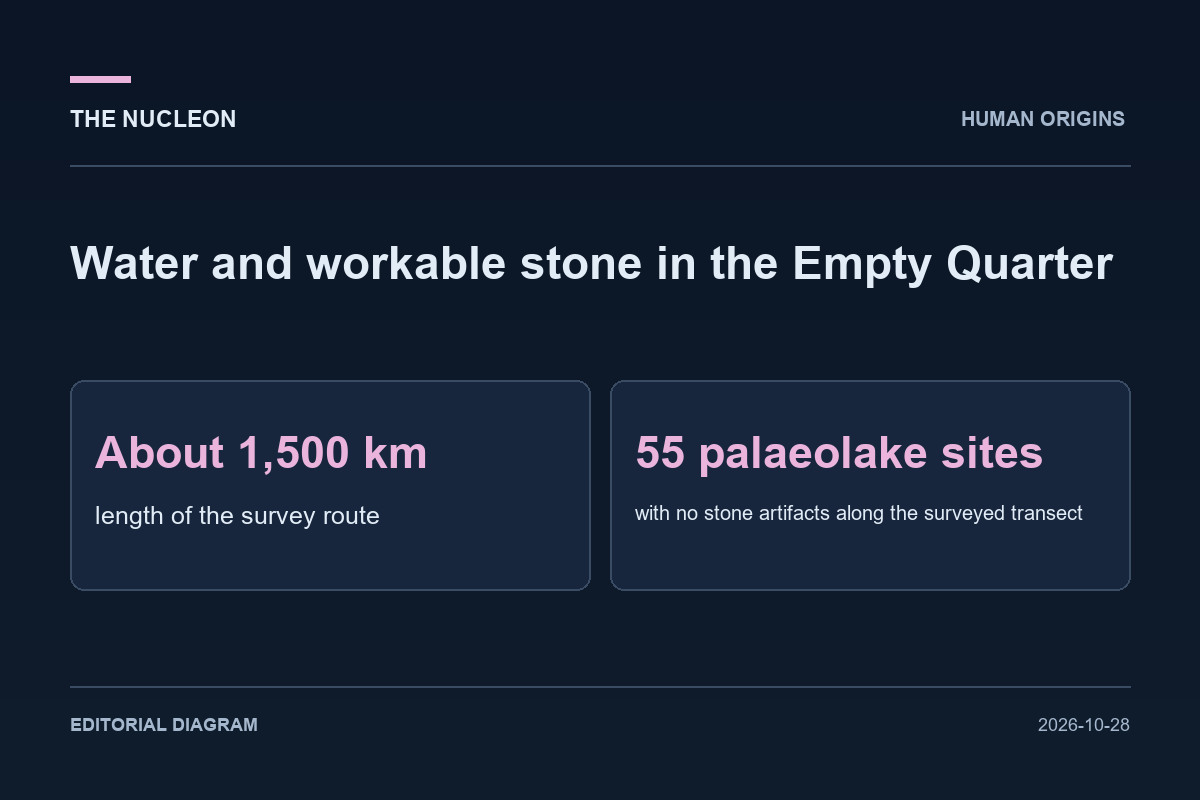 THE NUCLEON
HUMAN ORIGINS
Water and workable stone in the Empty Quarter
About 1,500 km
length of the survey route
55 palaeolake sites
with no stone artifacts along the surveyed transect
EDITORIAL DIAGRAM
2026-10-28